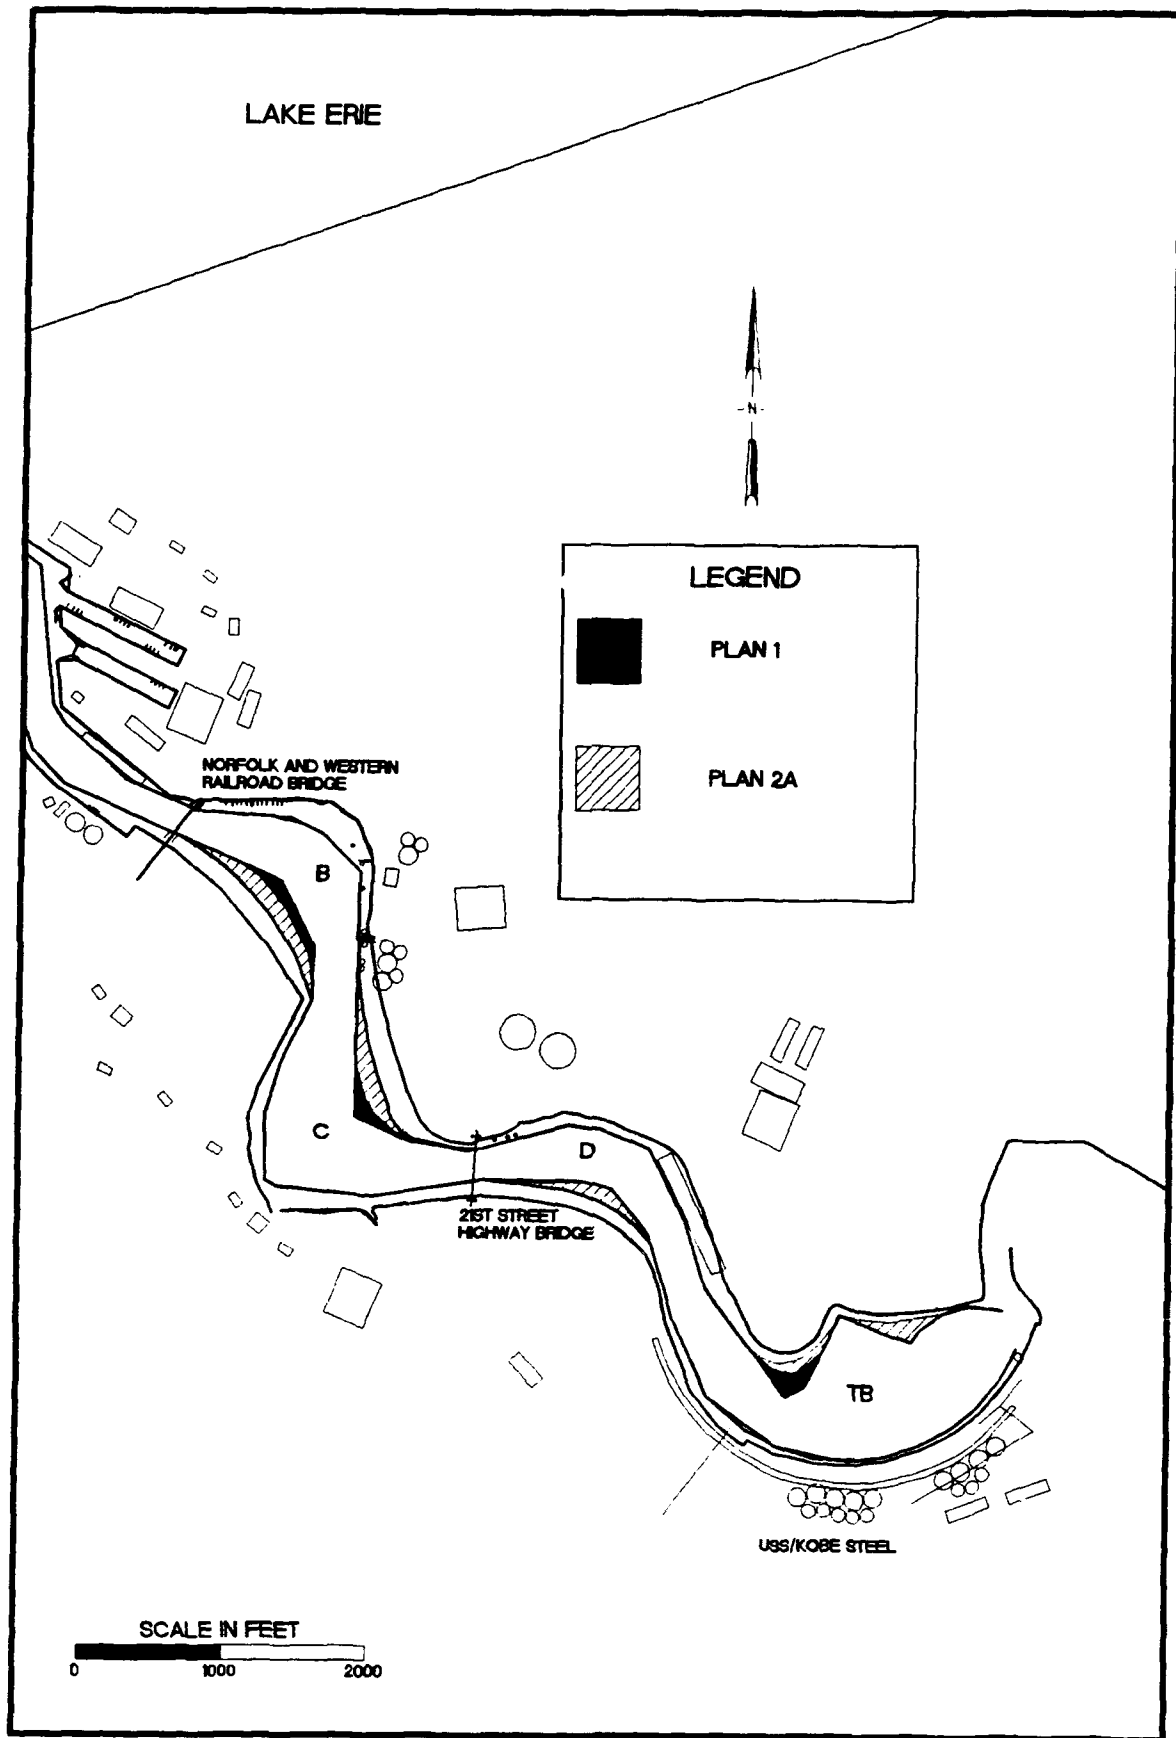 LAKE ERIE
N
LEGEND
PLAN 1
PLAN 2A
NORFOLK AND WESTERN
RAILROAD BRIDGE
B
C
D
21ST STREET
HIGHWAY BRIDGE
TB
USS/KOBE STEEL
SCALE IN FEET
0 1000 2000